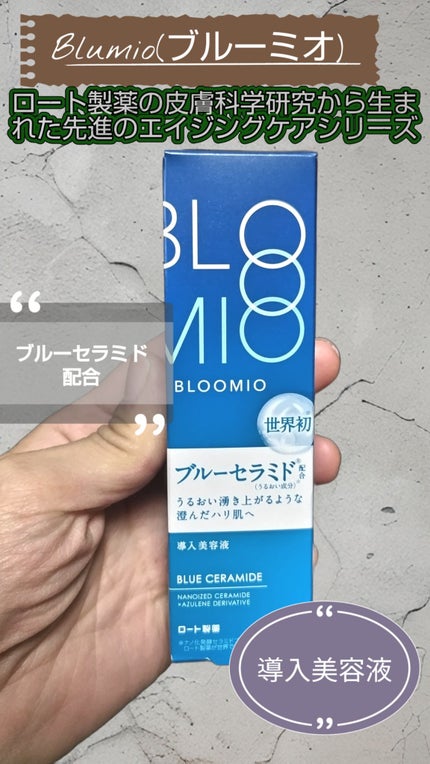 Blumio(ブルーミオ)
ロート製薬の皮膚科学研究から生ま
れた先進のエイジングケアシリーズ
BLO
O
MIO
BLOOMIO
“
ブルーセラミド
配合
”
世界初※
ブルーセラミド®配合
(うるおい成分)
うるおい湧き上がるような
澄んだハリ肌へ
導入美容液
BLUE CERAMIDE
NANOIZED CERAMIDE
×AZULENE DERIVATIVE
ロート製薬
“
導入美容液
”